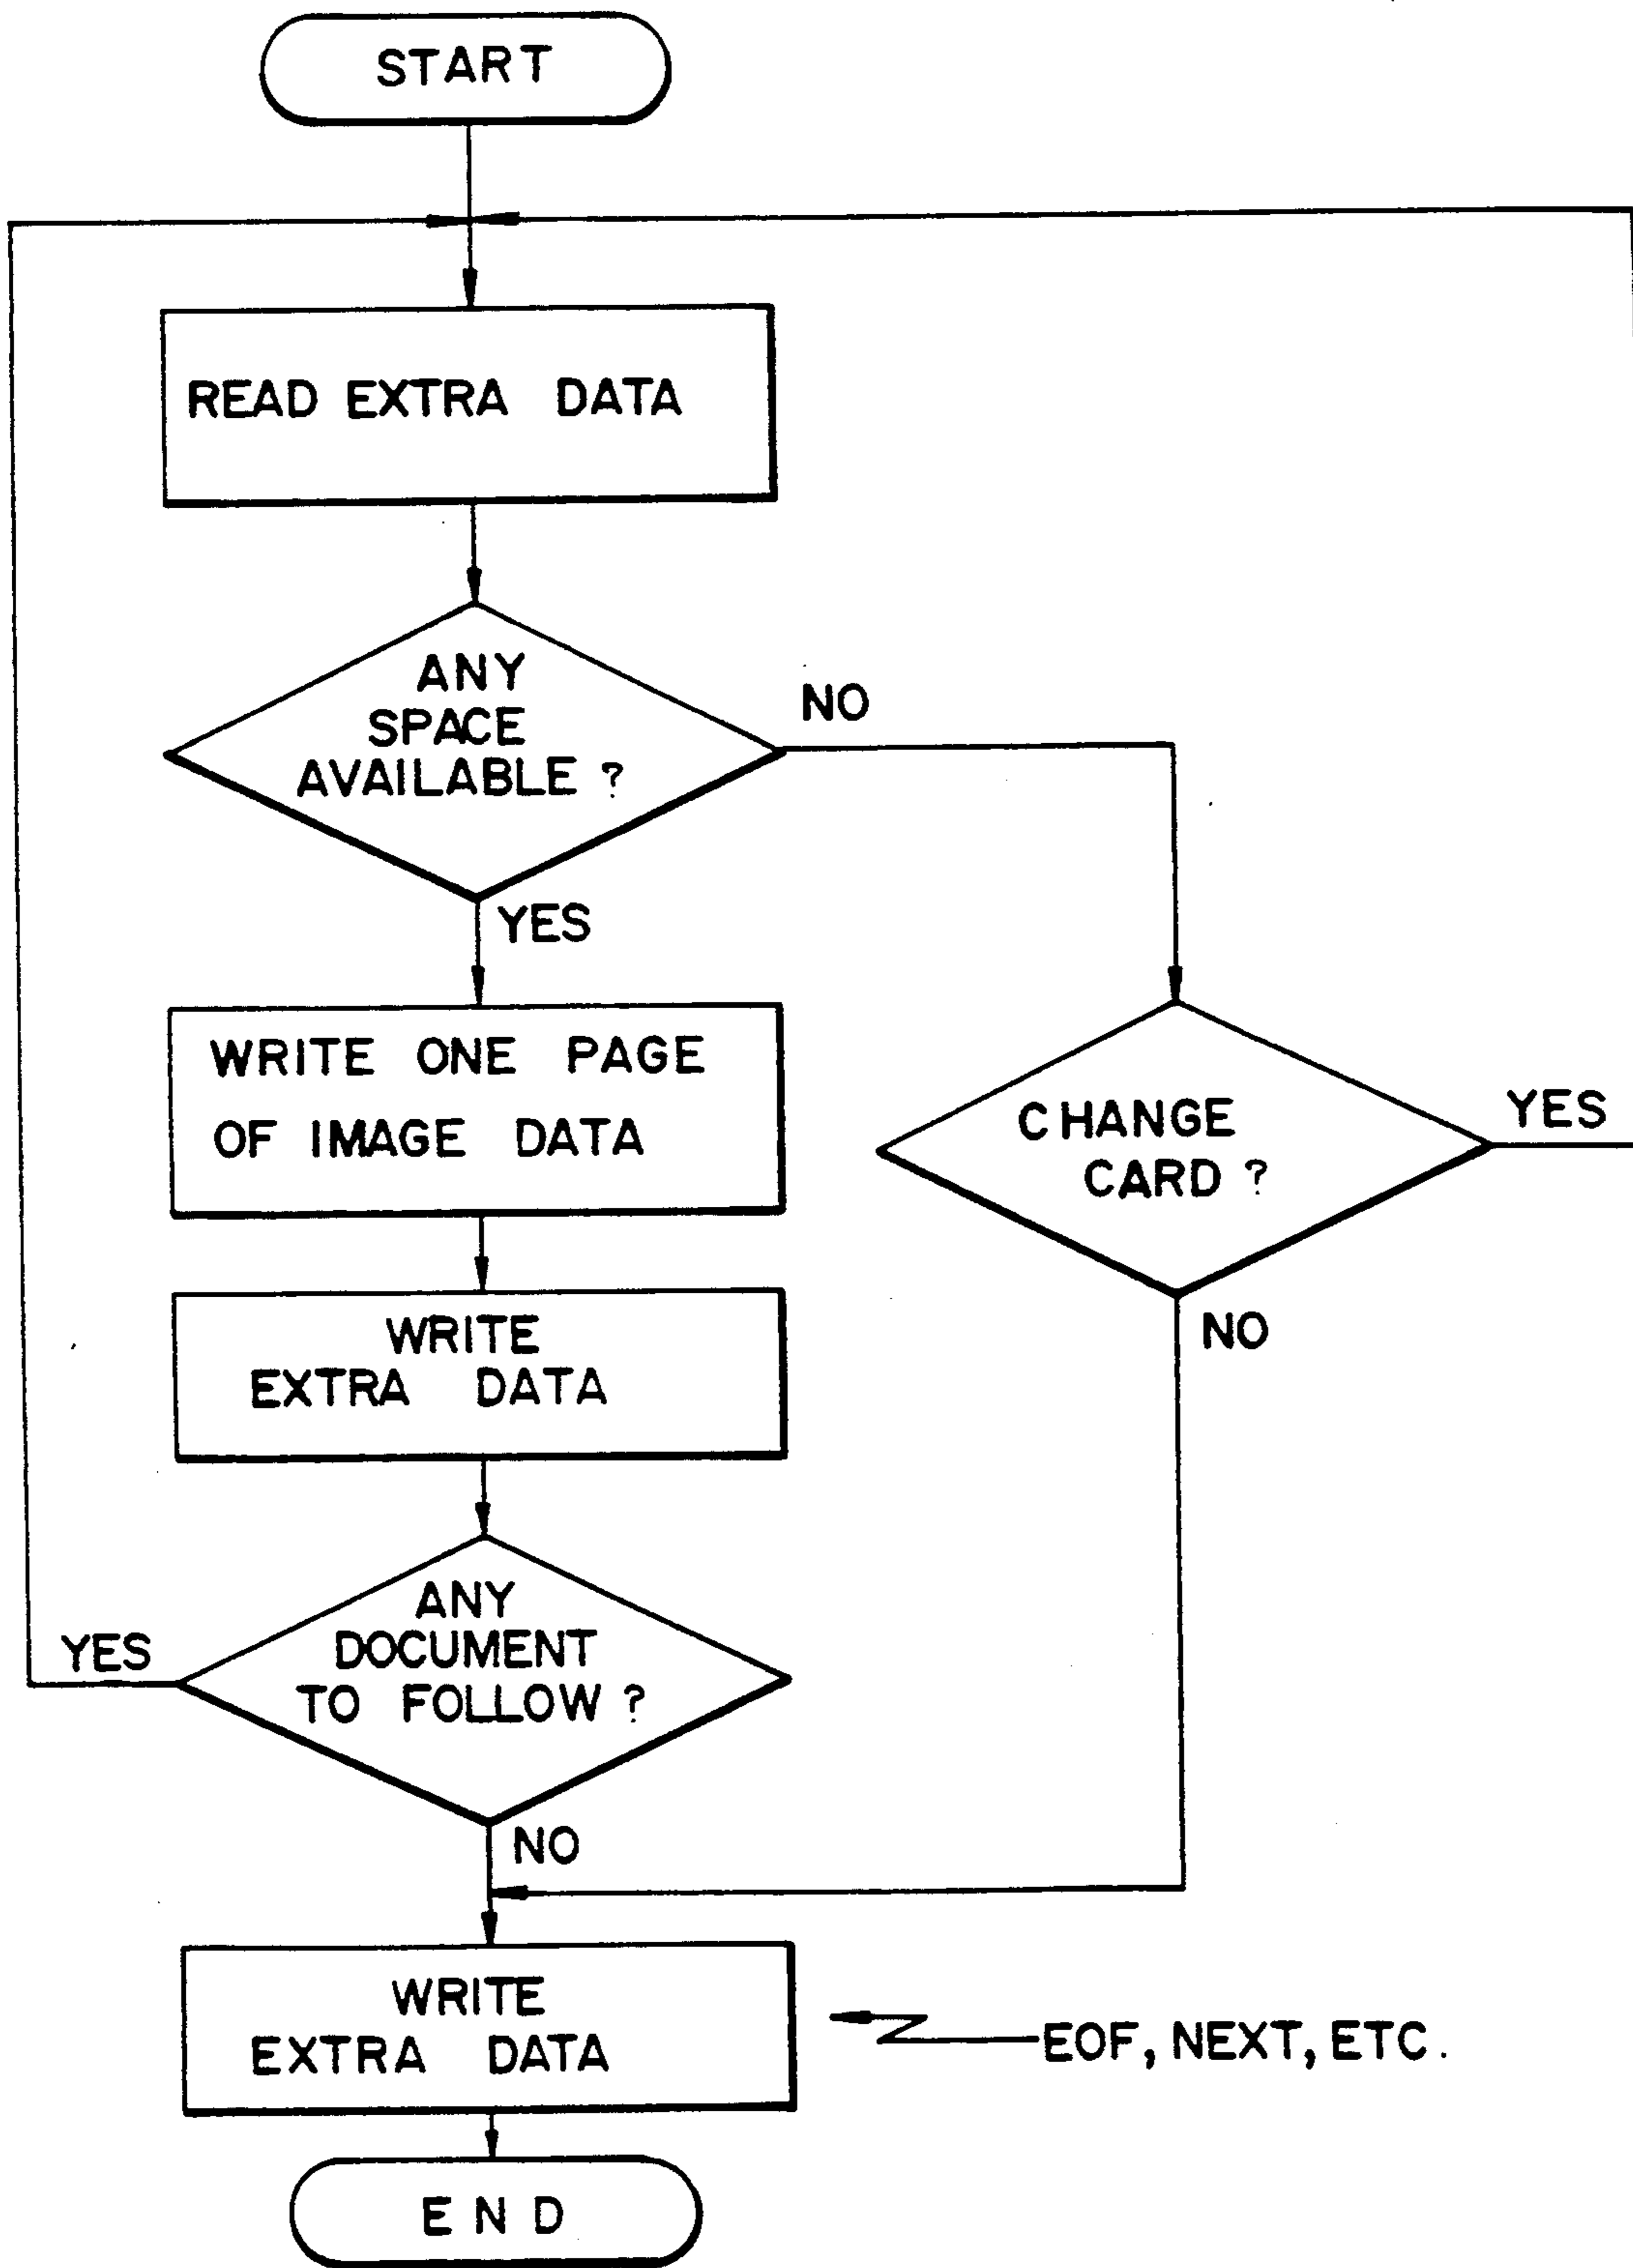 START
READ EXTRA DATA
ANY
SPACE
AVAILABLE ?
NO
YES
WRITE ONE PAGE
OF IMAGE DATA
CHANGE
CARD ?
YES
NO
WRITE
EXTRA DATA
ANY
DOCUMENT
TO FOLLOW ?
YES
NO
WRITE
EXTRA DATA
EOF, NEXT, ETC.
END